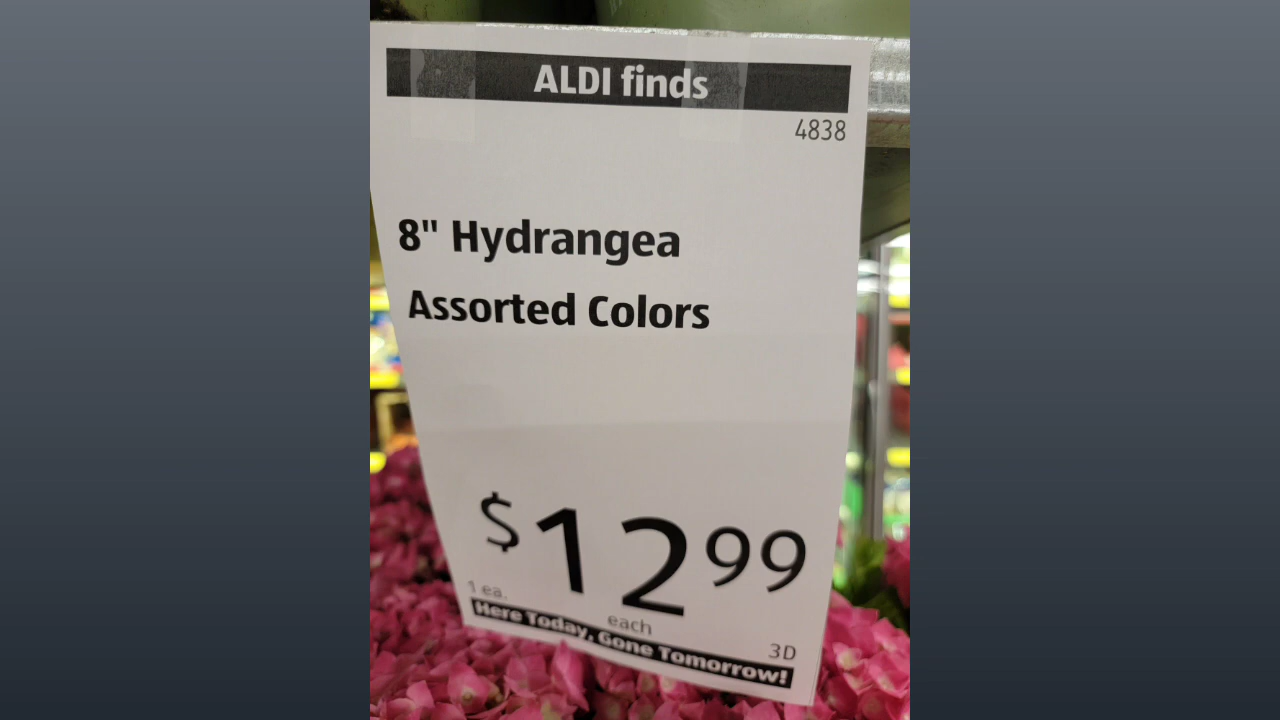 ALDI finds
4838
8" Hydrangea
Assorted Colors
$12 99
1 ea.
each
3D
Here Today, Gone Tomorrow!